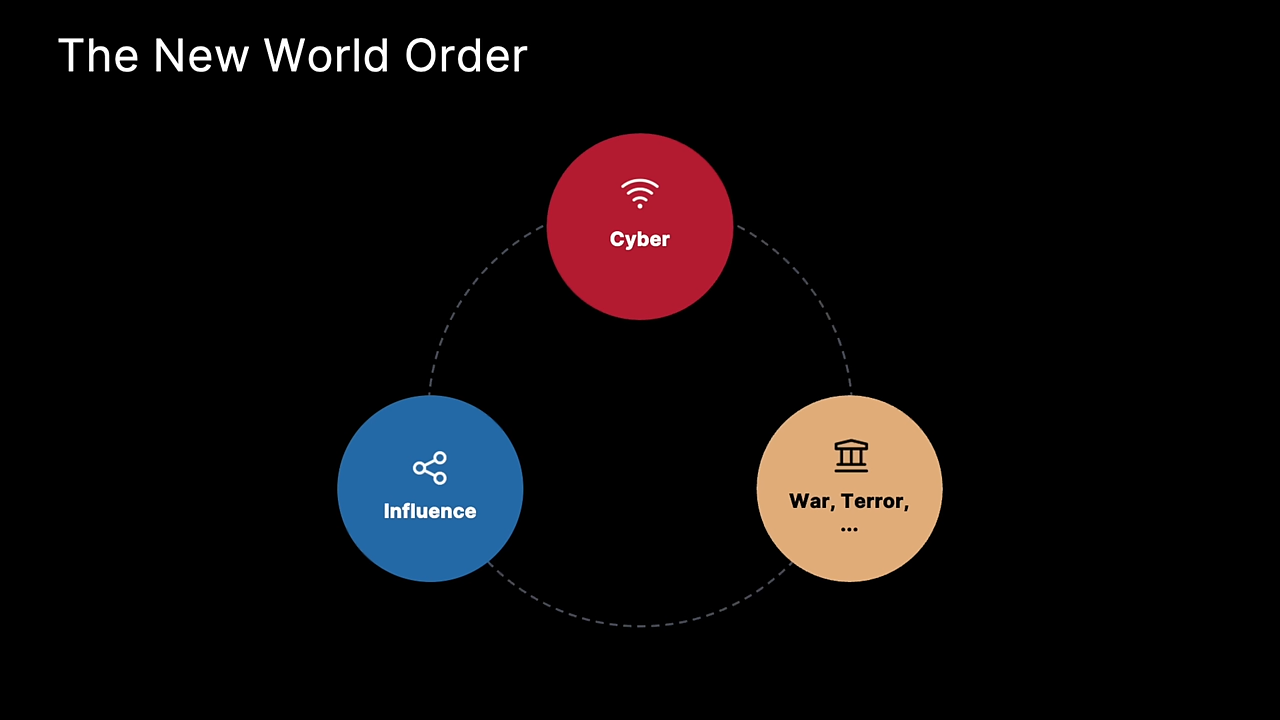 The New World Order
Cyber
Influence
War, Terror,
...